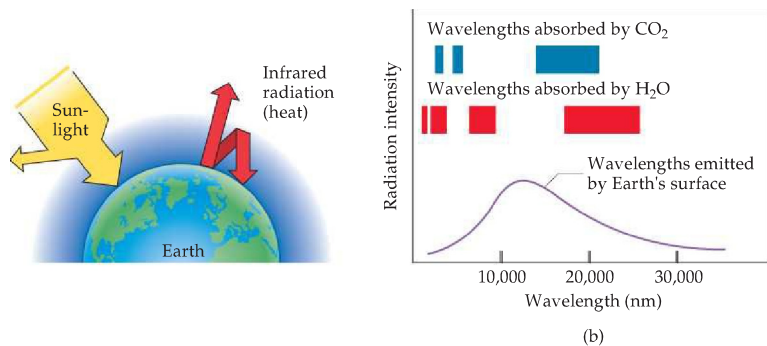 Sun-
light
Infrared
radiation
(heat)
Earth
Wavelengths absorbed by CO₂
Wavelengths absorbed by H₂O
Radiation intensity
Wavelengths emitted
by Earth's surface
10,000 20,000 30,000
Wavelength (nm)
(b)